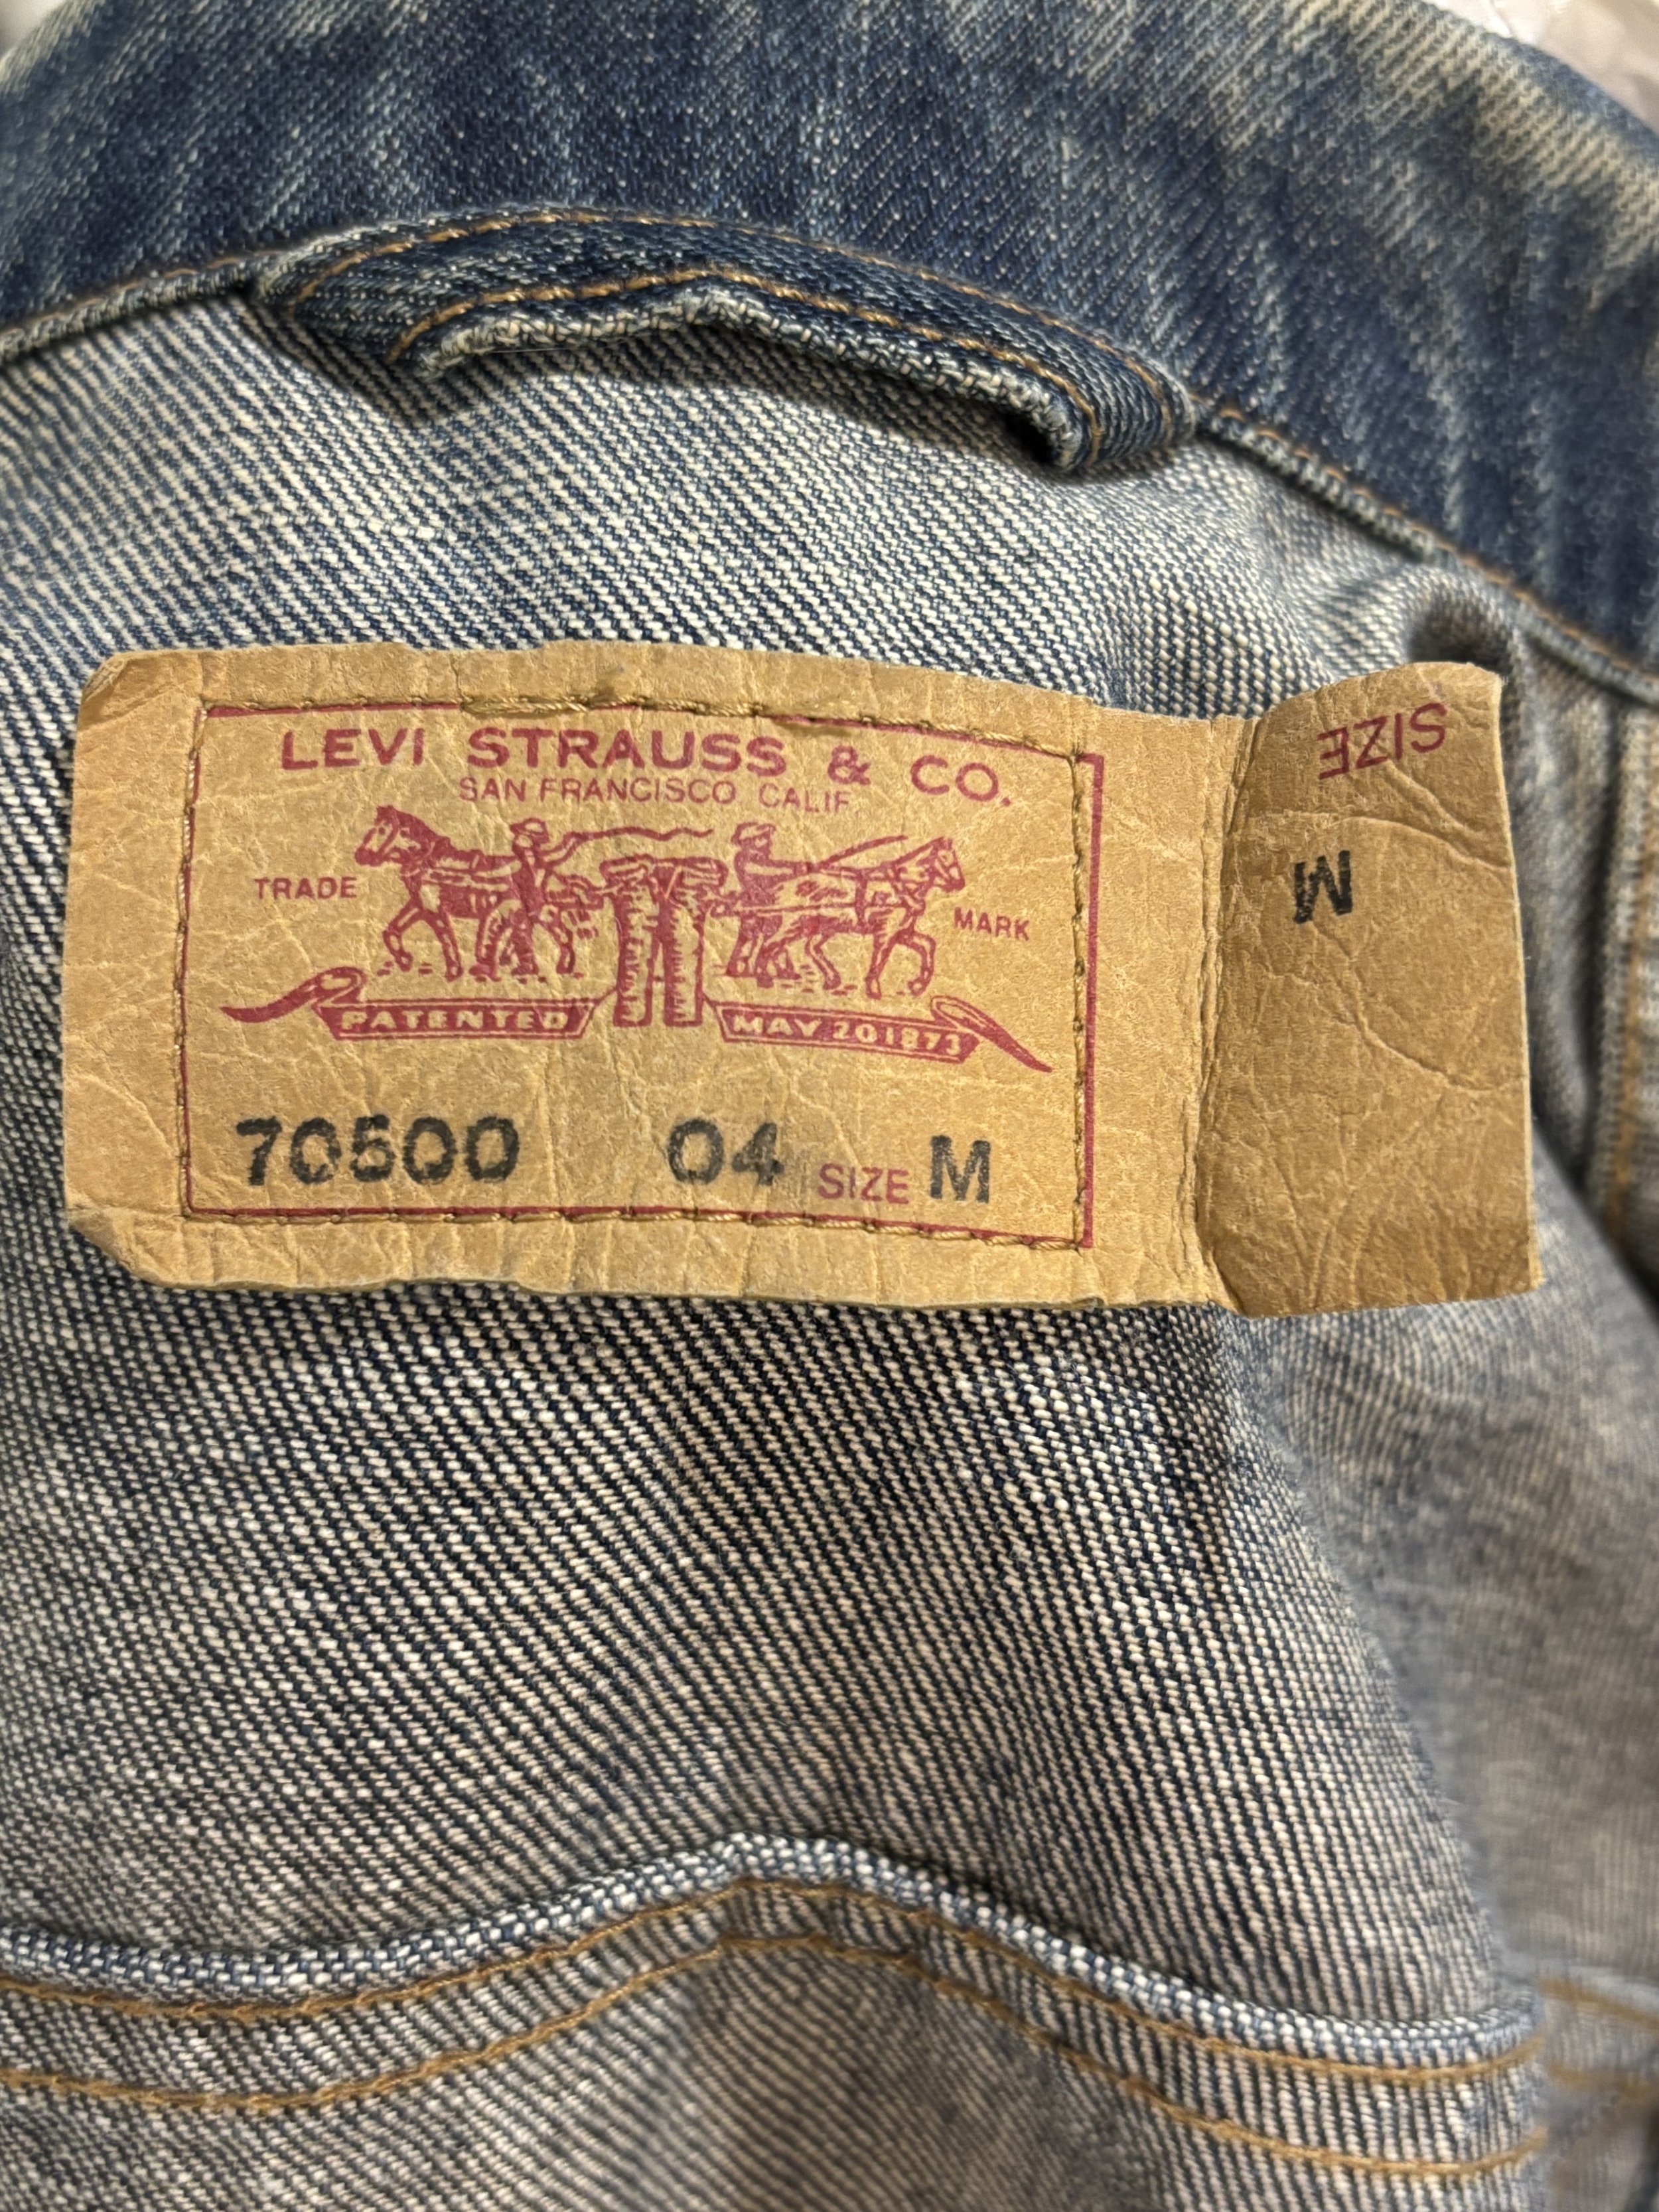 LEVI STRAUSS & CO.
SAN FRANCISCO CALIF.
TRADE MARK
PATENTED MAY 20 1873
70500 04 SIZE M
SIZE
M